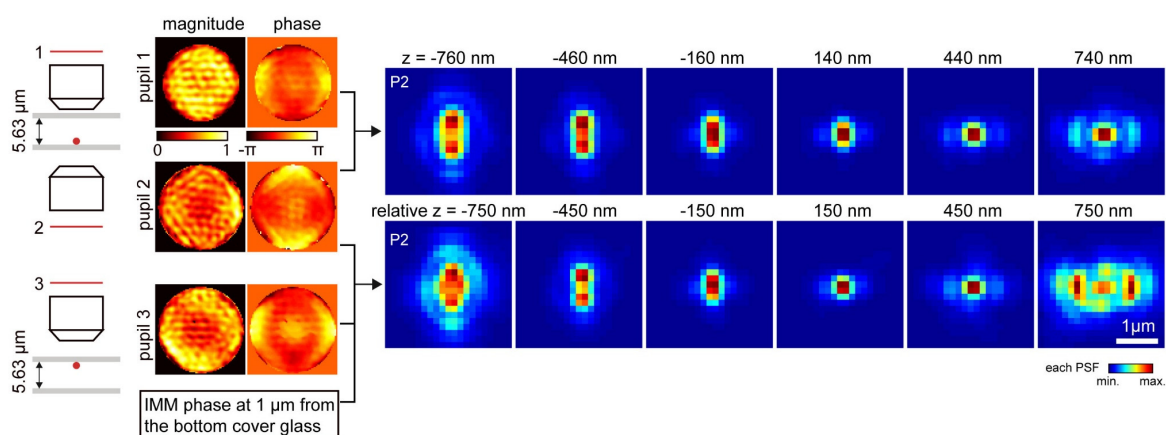 magnitude phase
1
5.63 µm
2
3
5.63 µm
pupil 1
0 1 -π π
pupil 2
pupil 3
IMM phase at 1 µm from
the bottom cover glass
z = -760 nm -460 nm -160 nm 140 nm 440 nm 740 nm
P2
relative z = -750 nm -450 nm -150 nm 150 nm 450 nm 750 nm
P2
1µm
each PSF
min. max.